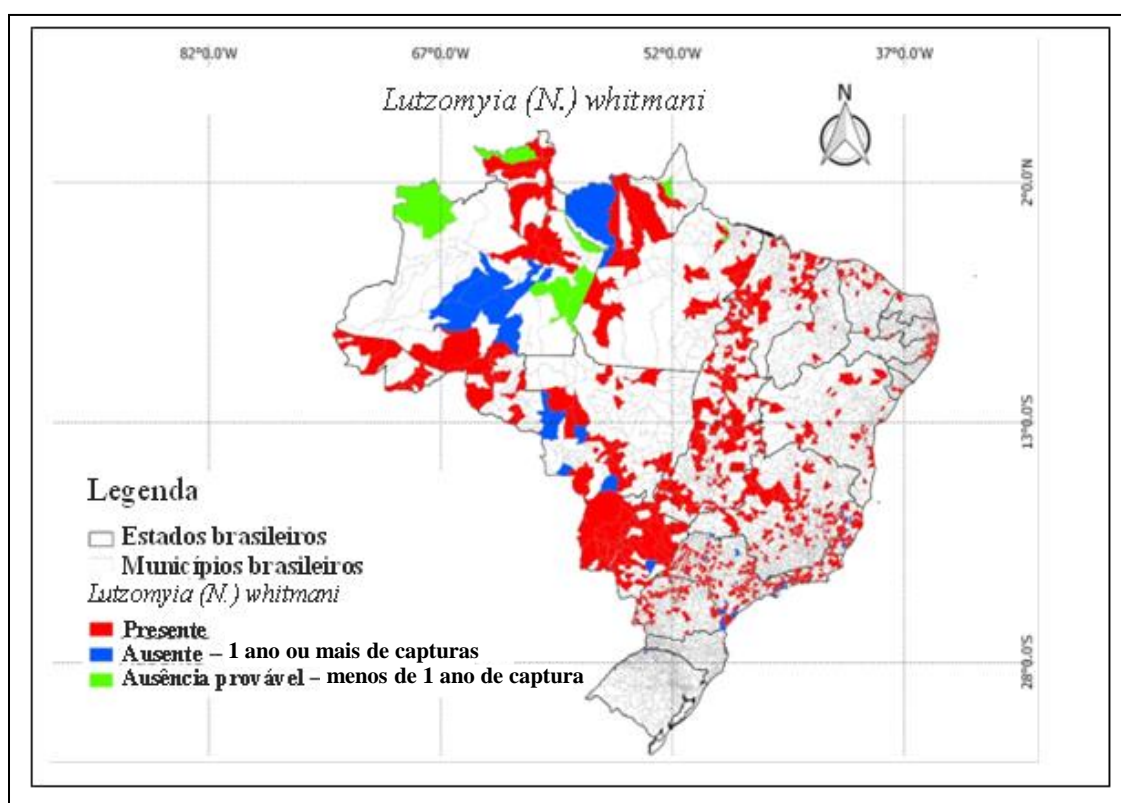 82°0.0'W 67°0.0'W 52°0.0'W 37°0.0'W
Lutzomyia (N.) whitmani
N
2°0.0'N
13°0.0'S
28°0.0'S
Legenda
Estados brasileiros
Municípios brasileiros
Lutzomyia (N.) whitmani
Presente
Ausente – 1 ano ou mais de capturas
Ausência provável – menos de 1 ano de captura